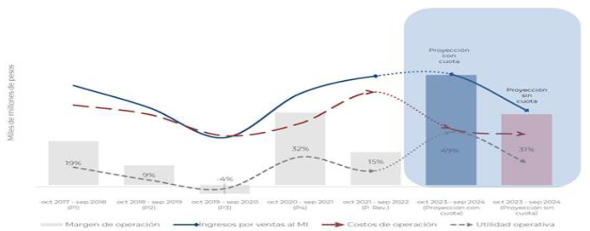 Miles de millones de pesos
Proyección
con
cuota
Proyección
sin
cuota
19%
9%
-4%
32%
15%
49%
31%
oct 2017 - sep 2018
(P1)
oct 2018 - sep 2019
(P2)
oct 2019 - sep 2020
(P3)
oct 2020 - sep 2021
(P4)
oct 2021 - sep 2022
(P. Rev.)
oct 2023 - sep 2024
(Proyección con
cuota)
oct 2023 - sep 2024
(Proyección sin
cuota)
Margen de operación
Ingresos por ventas al MI
Costos de operación
Utilidad operativa